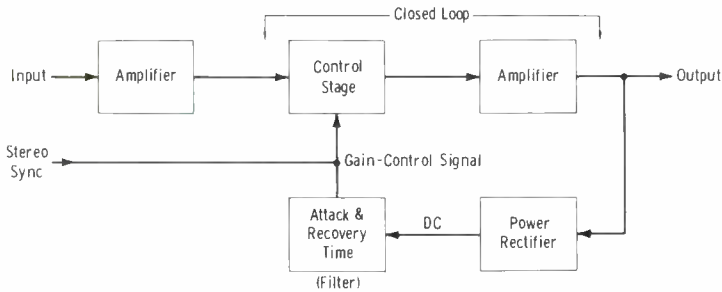 Closed Loop
Input
Amplifier
Control
Stage
Amplifier
Output
Stereo
Sync
Gain-Control Signal
Attack &
Recovery
Time
DC
Power
Rectifier
(Filter)